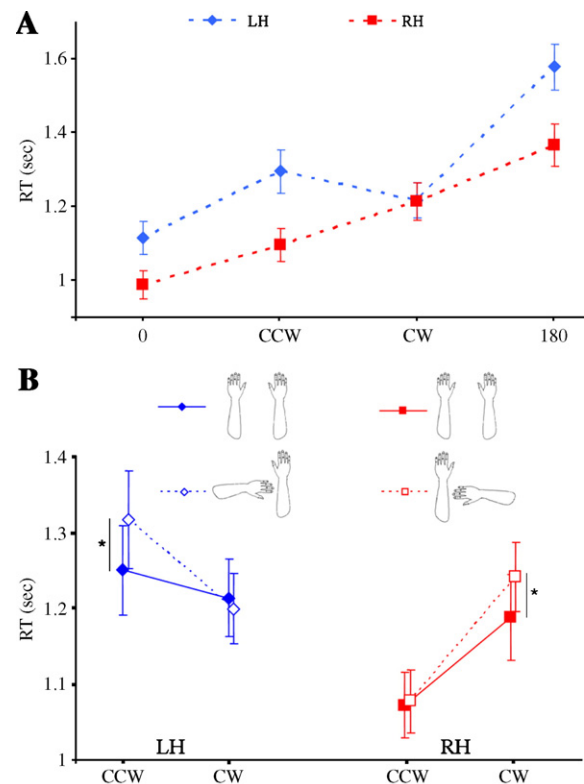 A
LH RH
1.6
1.4
1.2
1
RT (sec)
0 CCW CW 180
B
1.4
1.3
1.2
1.1
1
RT (sec)
*
*
LH RH
CCW CW CCW CW